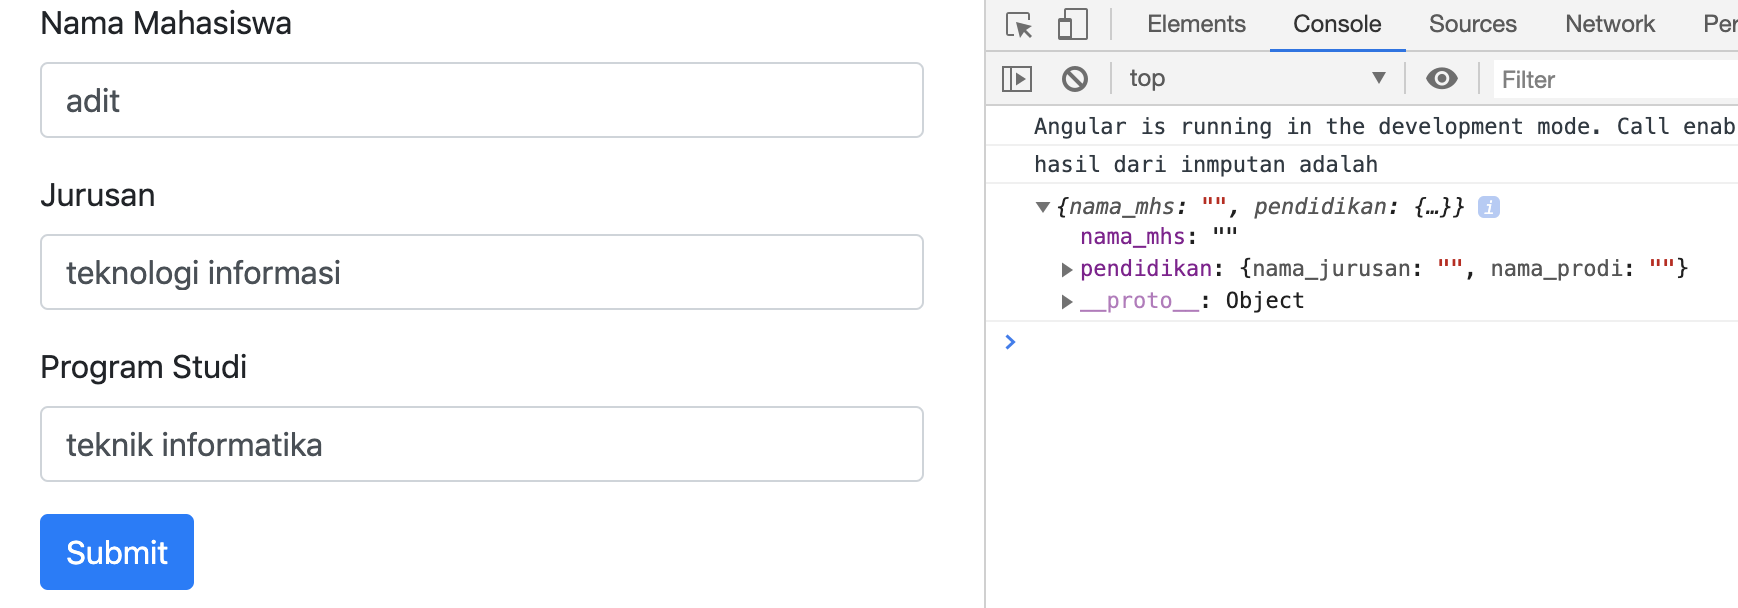 Nama Mahasiswa
adit
Jurusan
teknologi informasi
Program Studi
teknik informatika
Submit
Elements Console Sources Network Per
top Filter
Angular is running in the development mode. Call enab
hasil dari inmputan adalah
{nama_mhs: "", pendidikan: {…}} i
nama_mhs: ""
pendidikan: {nama_jurusan: "", nama_prodi: ""}
__proto__: Object